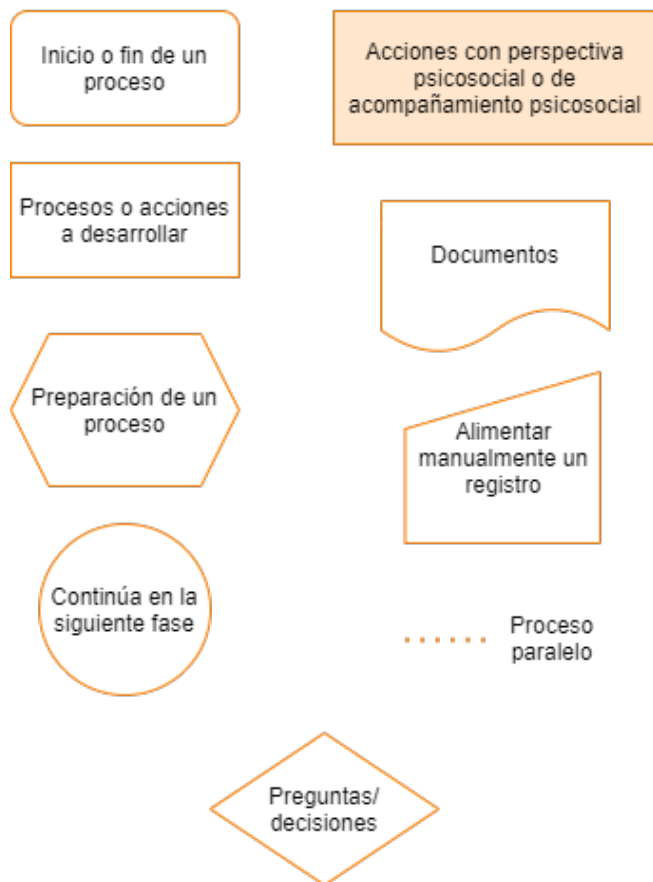 Inicio o fin de un
proceso
Acciones con perspectiva
psicosocial o de
acompañamiento psicosocial
Procesos o acciones
a desarrollar
Documentos
Preparación de un
proceso
Alimentar
manualmente un
registro
Continúa en la
siguiente fase
Proceso
paralelo
Preguntas/
decisiones